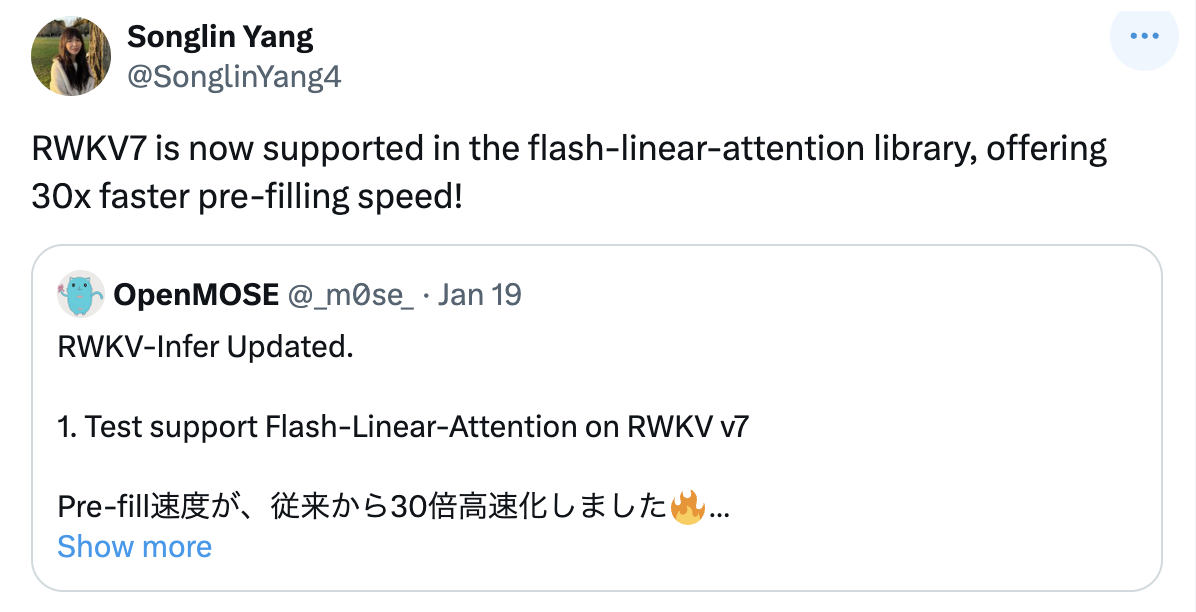 Songlin Yang
@SonglinYang4
RWKV7 is now supported in the flash-linear-attention library, offering
30x faster pre-filling speed!
OpenMOSE @_m0se_ · Jan 19
RWKV-Infer Updated.
1. Test support Flash-Linear-Attention on RWKV v7
Pre-fill速度が、従来から30倍高速化しました🔥...
Show more